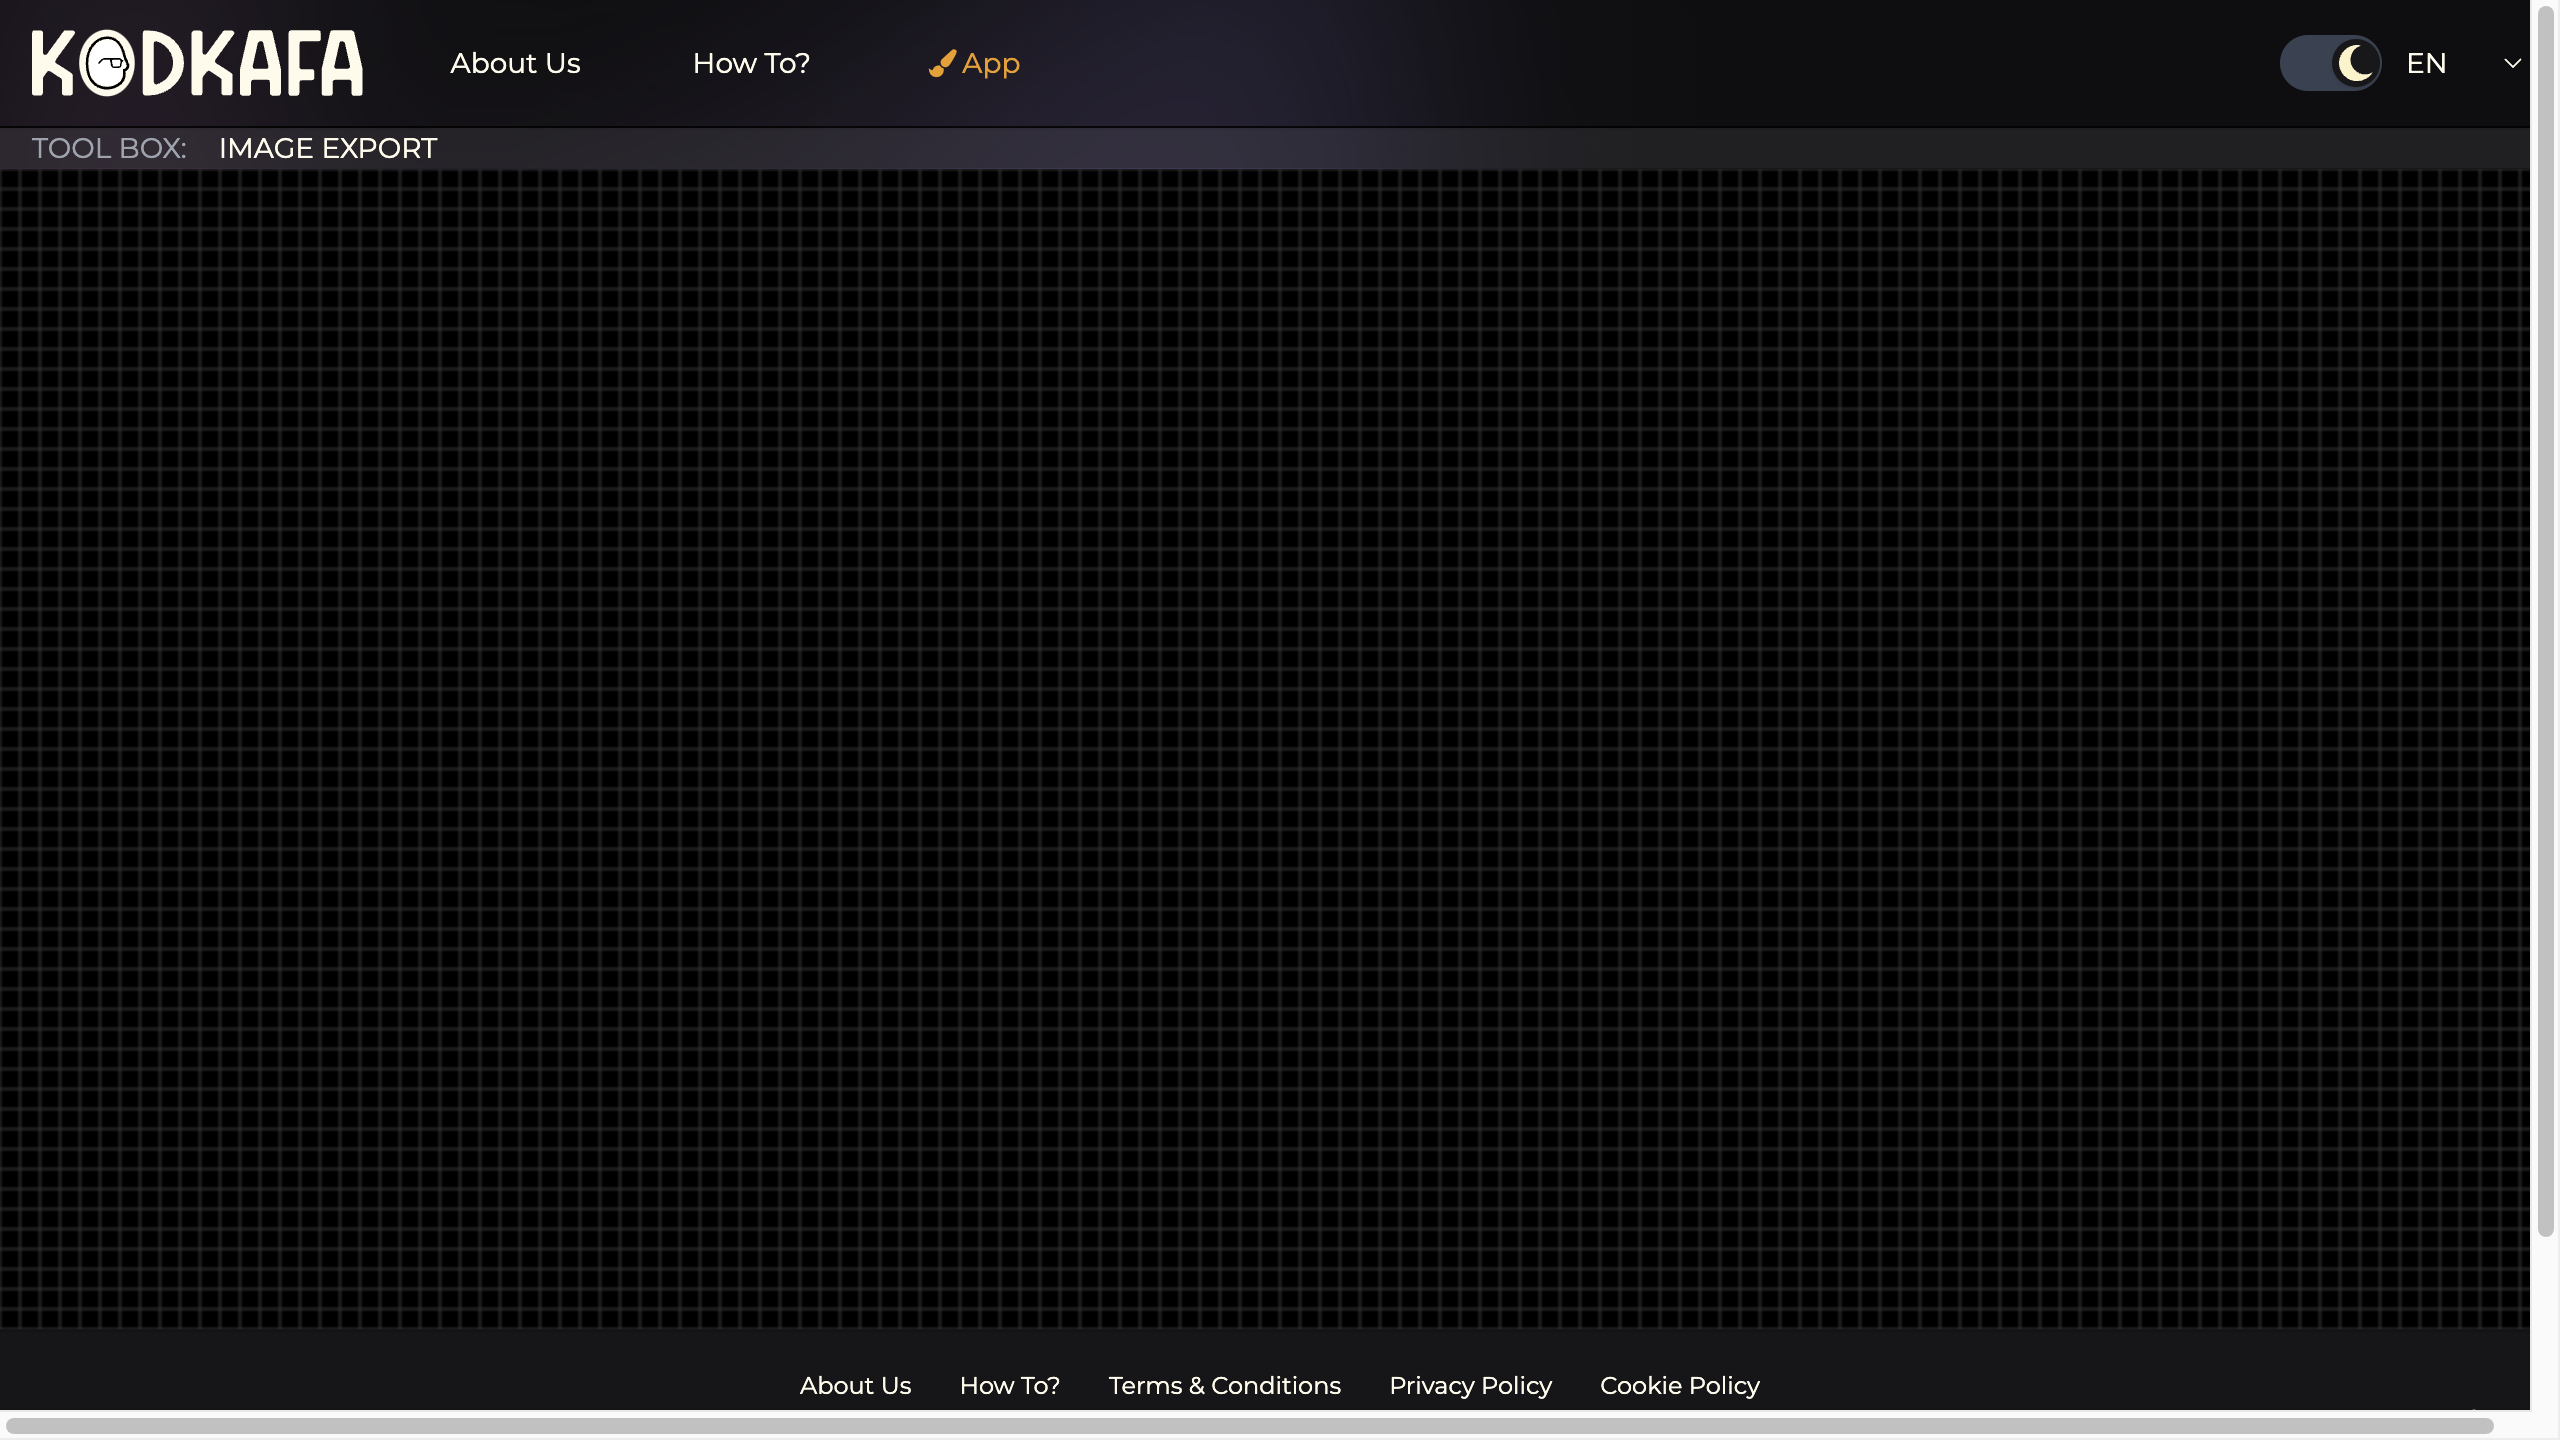 KODKAFA
About Us
How To?
App
EN
TOOL BOX: IMAGE EXPORT
About Us
How To?
Terms & Conditions
Privacy Policy
Cookie Policy